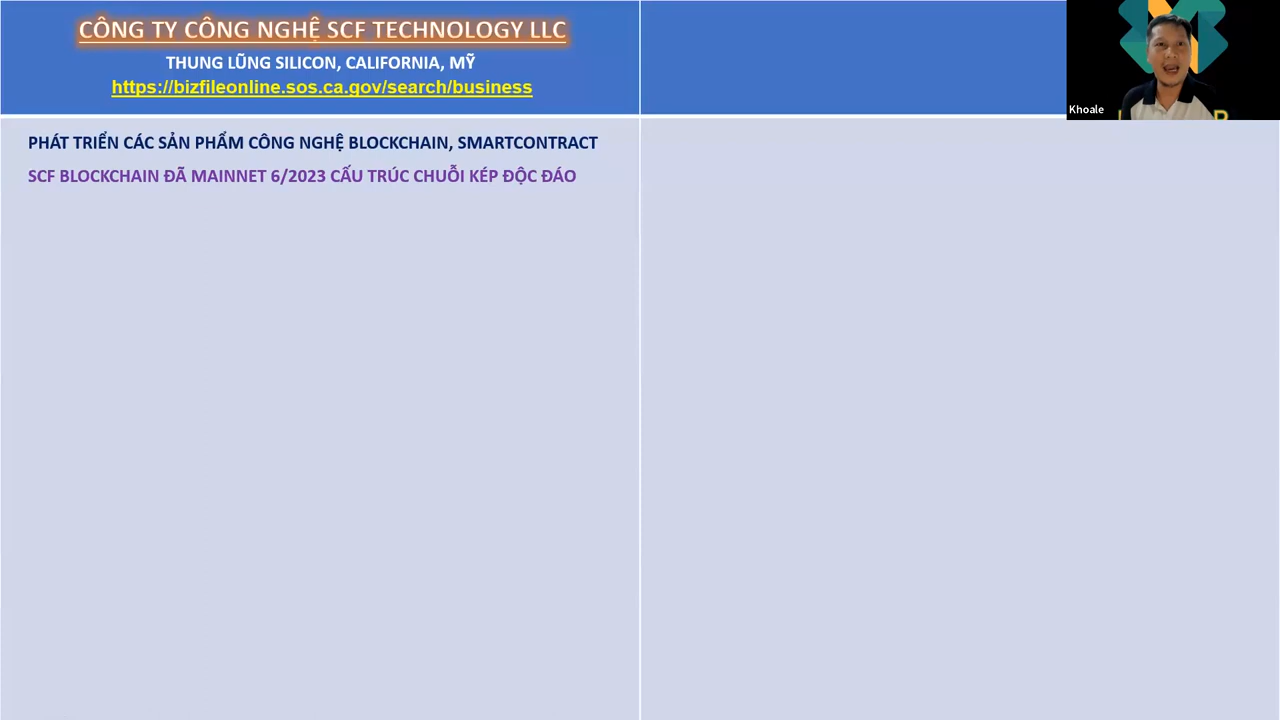 CÔNG TY CÔNG NGHỆ SCF TECHNOLOGY LLC
THUNG LŨNG SILICON, CALIFORNIA, MỸ
https://bizfileonline.sos.ca.gov/search/business
Khoale
PHÁT TRIỂN CÁC SẢN PHẨM CÔNG NGHỆ BLOCKCHAIN, SMARTCONTRACT
SCF BLOCKCHAIN ĐÃ MAINNET 6/2023 CẤU TRÚC CHUỖI KÉP ĐỘC ĐÁO